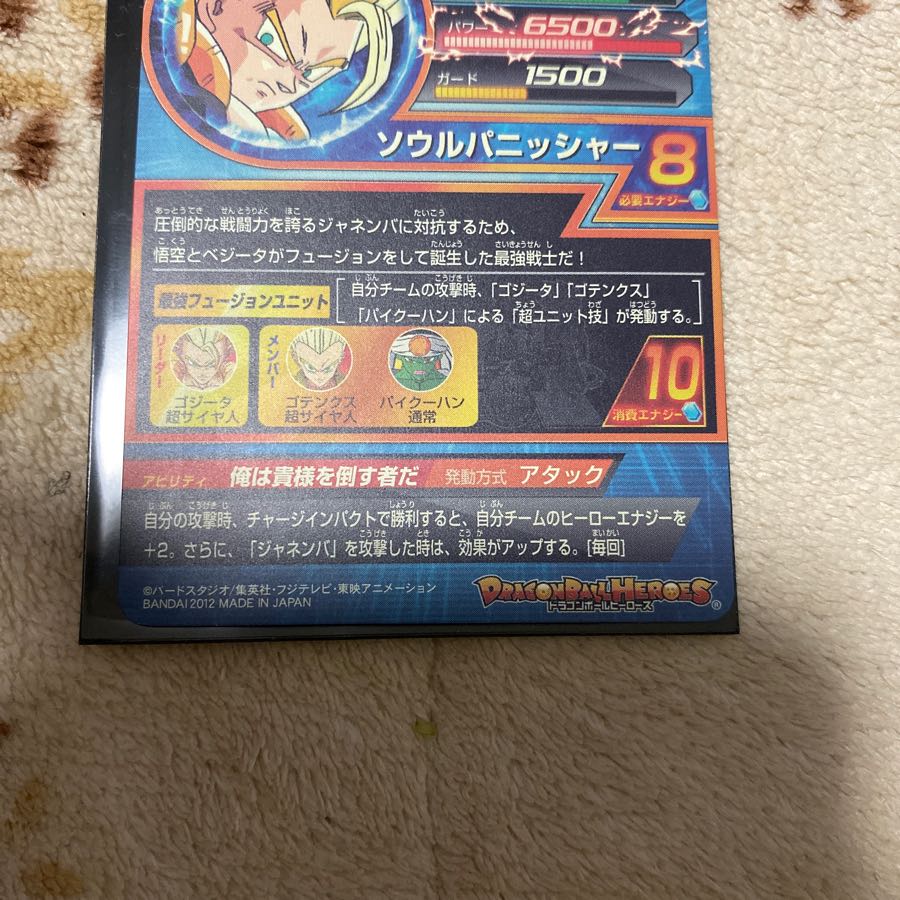 パワー 6500
ガード 1500
ソウルパニッシャー 8
必要エナジー
圧倒的な戦闘力を誇るジャネンバに対抗するため、
悟空とベジータがフュージョンをして誕生した最強戦士だ!
最強フュージョンユニット
自分チームの攻撃時、「ゴジータ」「ゴテンクス」
「パイクーハン」による「超ユニット技」が発動する。
リーダー
ゴジータ
超サイヤ人
メンバー
ゴテンクス
超サイヤ人
パイクーハン
通常
10
消費エナジー
アビリティ 俺は貴様を倒す者だ 発動方式 アタック
自分の攻撃時、チャージインパクトで勝利すると、自分チームのヒーローエナジーを
+2。さらに、「ジャネンバ」を攻撃した時は、効果がアップする。[毎回]
©バードスタジオ/集英社・フジテレビ・東映アニメーション
BANDAI 2012 MADE IN JAPAN
DRAGONBALL HEROES
ドラゴンボールヒーローズ ®